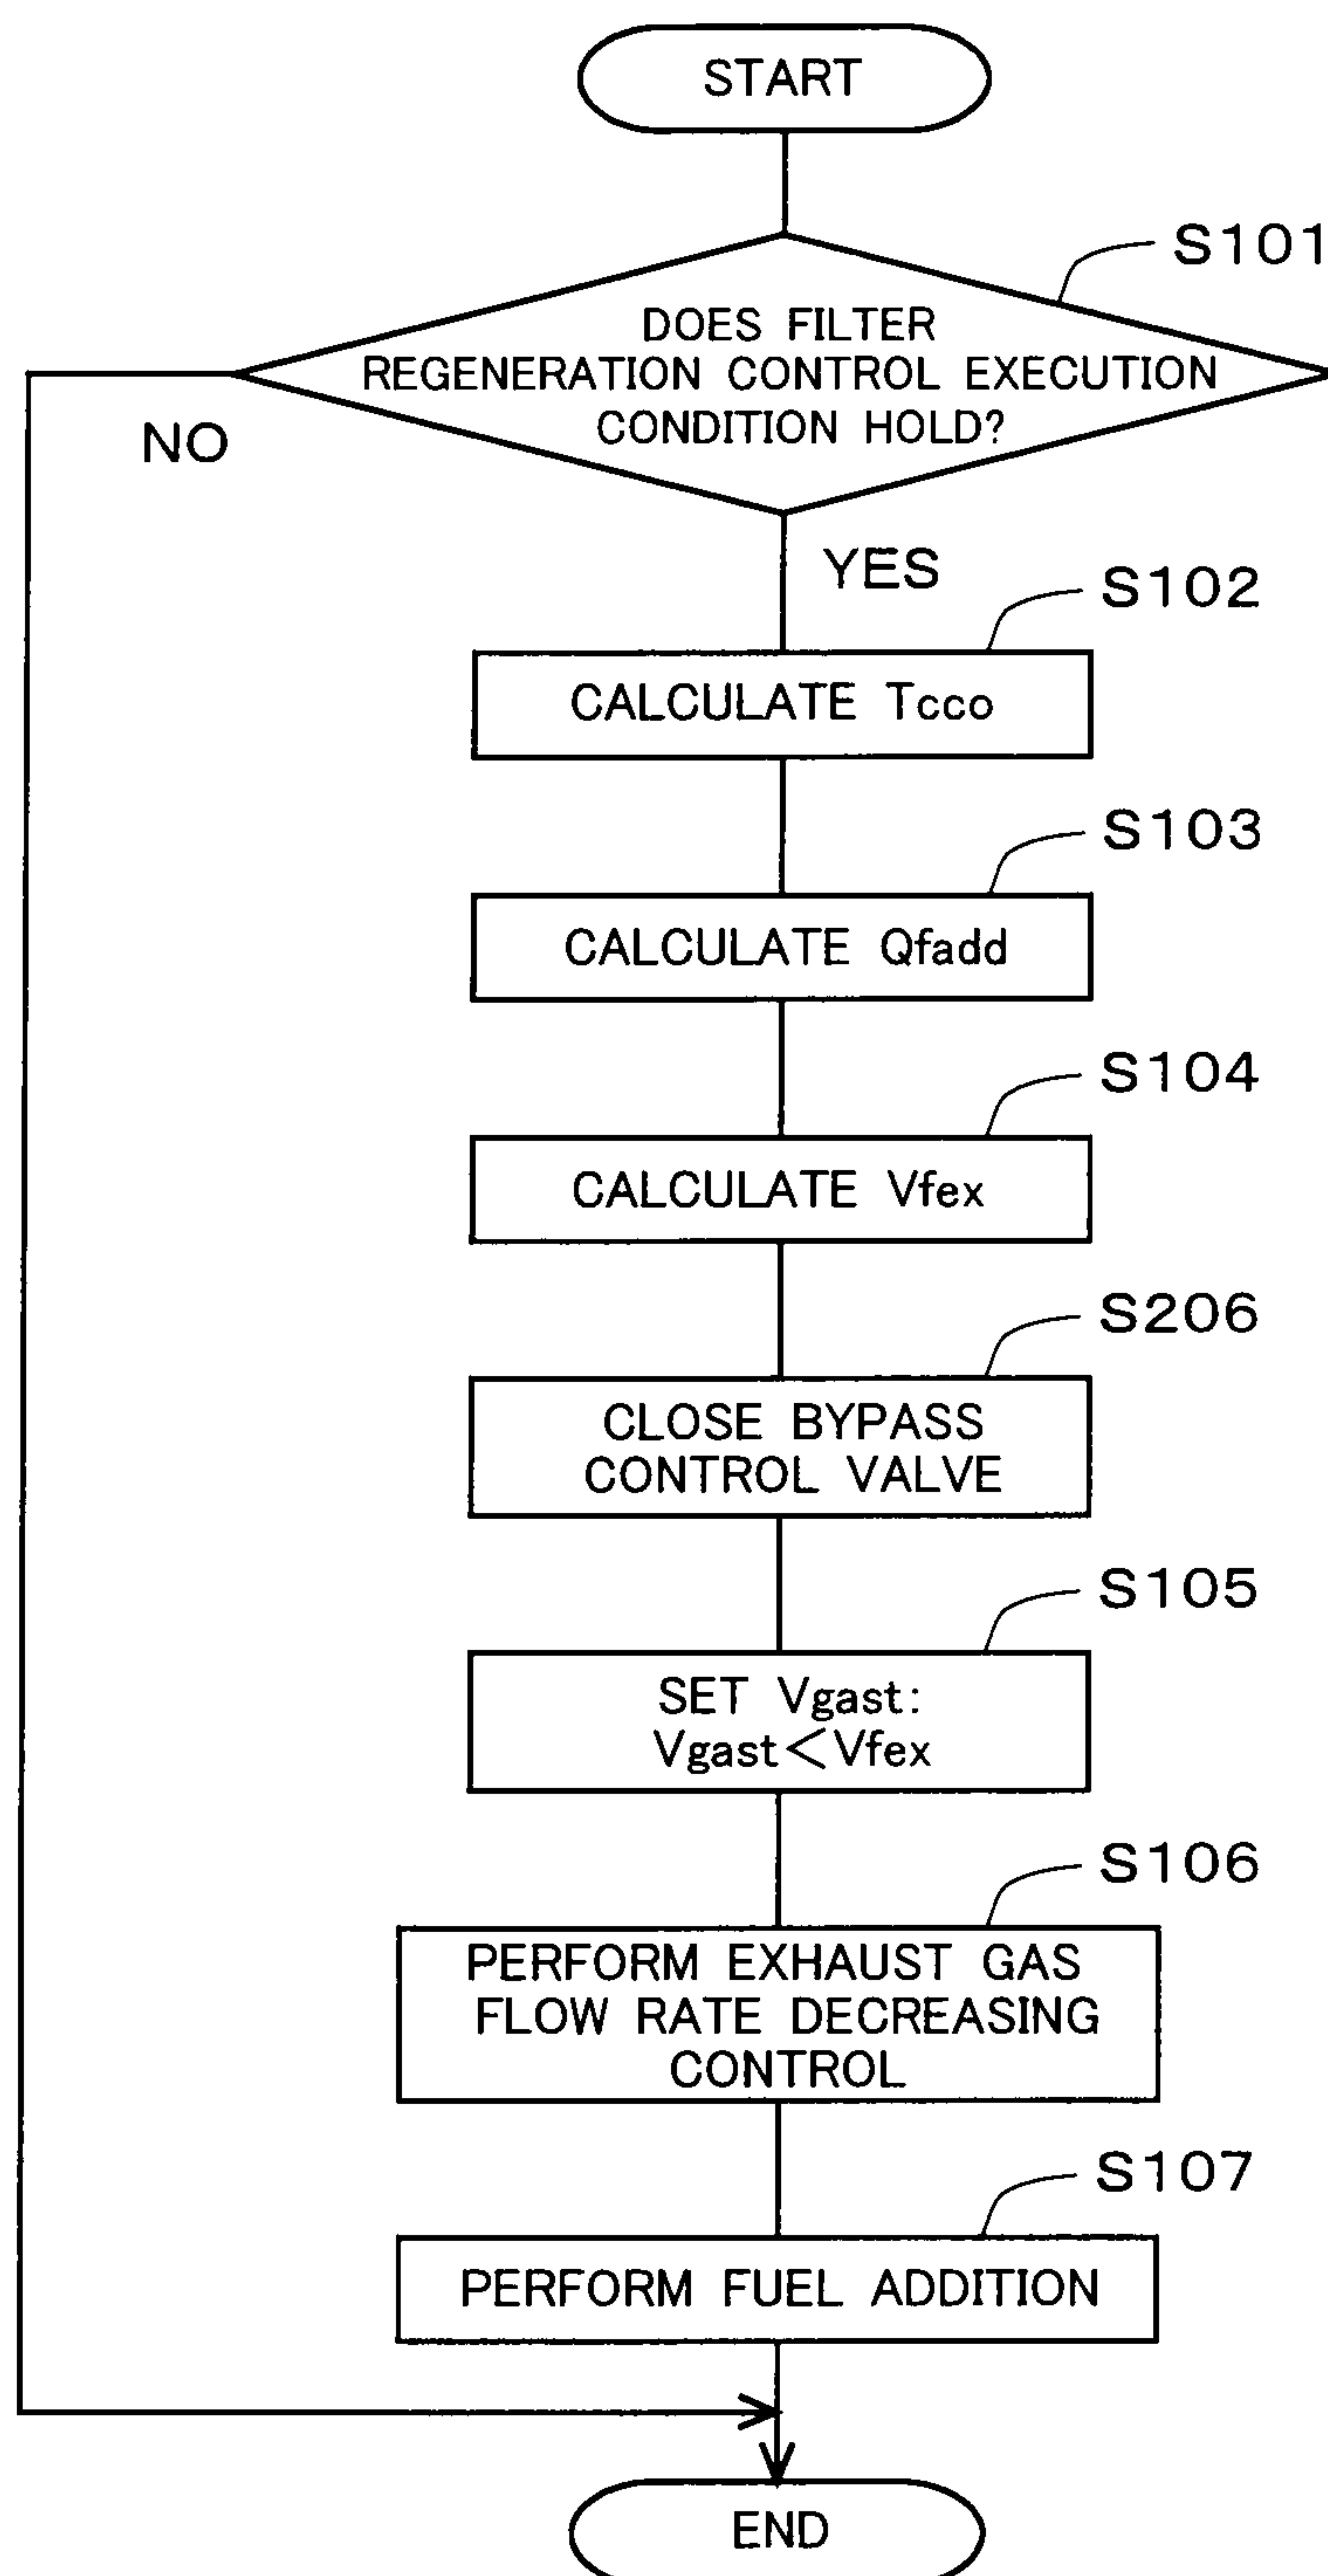 START
S101
DOES FILTER
REGENERATION CONTROL EXECUTION
CONDITION HOLD?
NO
YES
S102
CALCULATE Tcco
S103
CALCULATE Qfadd
S104
CALCULATE Vfex
S206
CLOSE BYPASS
CONTROL VALVE
S105
SET Vgast:
Vgast<Vfex
S106
PERFORM EXHAUST GAS
FLOW RATE DECREASING
CONTROL
S107
PERFORM FUEL ADDITION
END